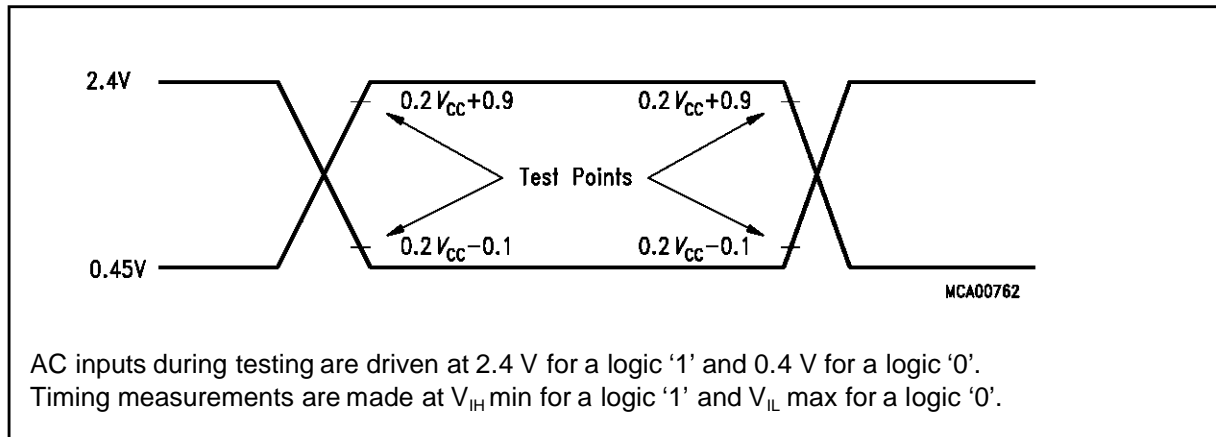 2.4V
0.2 VCC+0.9 0.2 VCC+0.9
Test Points
0.2 VCC−0.1 0.2 VCC−0.1
0.45V
MCA00762
AC inputs during testing are driven at 2.4 V for a logic ‘1’ and 0.4 V for a logic ‘0’.
Timing measurements are made at VIH min for a logic ‘1’ and VIL max for a logic ‘0’.